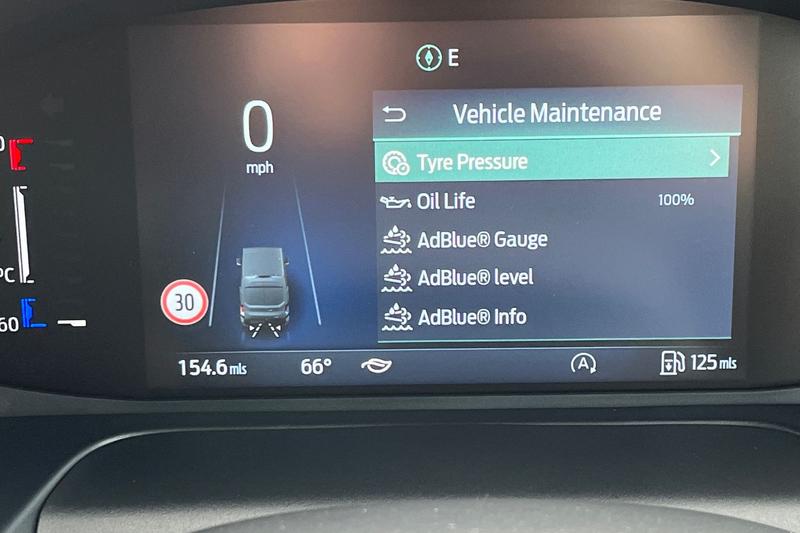 E
Vehicle Maintenance
0
mph
Tyre Pressure
Oil Life 100%
AdBlue® Gauge
AdBlue® level
AdBlue® Info
30
°C
60
154.6 mls 66° A 125 mls